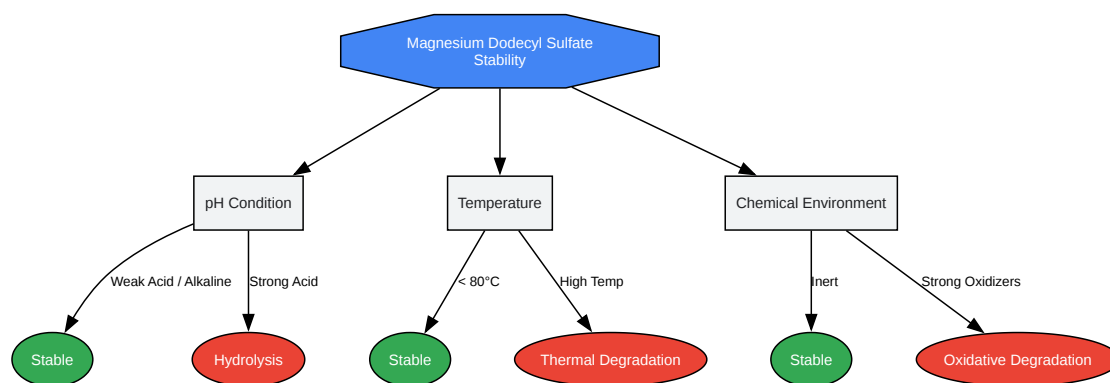 Magnesium Dodecyl Sulfate
Stability
pH Condition
Temperature
Chemical Environment
Weak Acid / Alkaline
Strong Acid
< 80°C
High Temp
Inert
Strong Oxidizers
Stable
Hydrolysis
Stable
Thermal Degradation
Stable
Oxidative Degradation